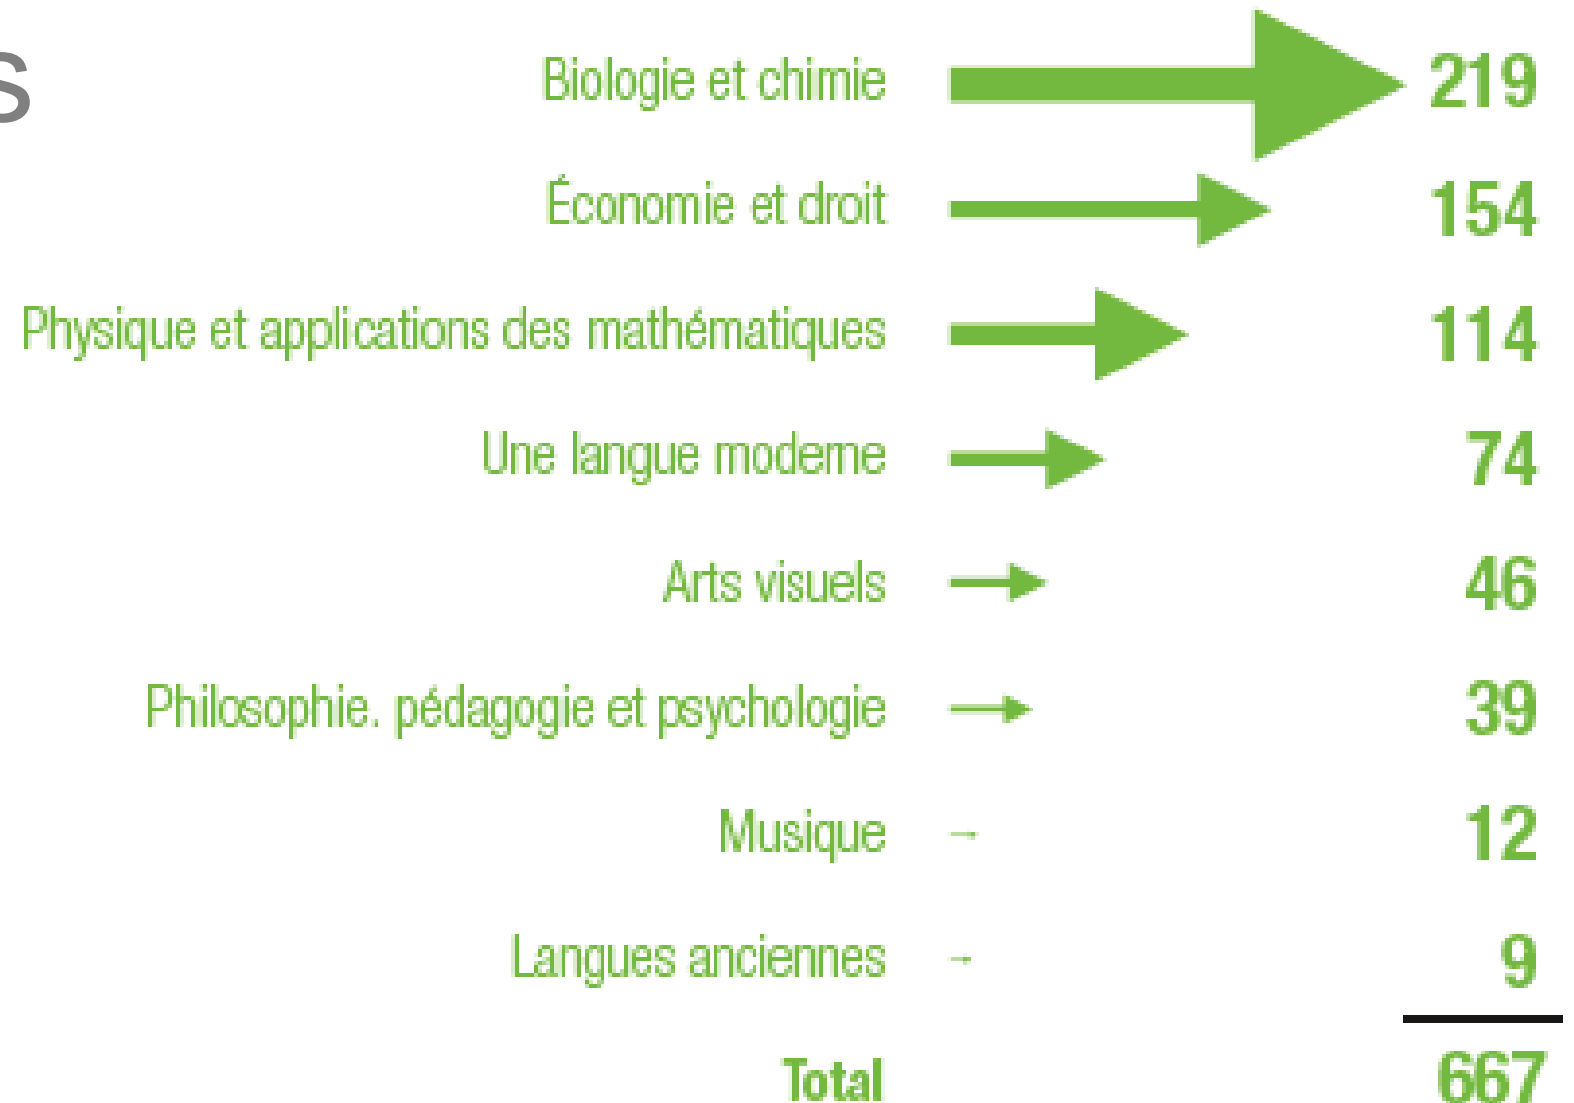 s
Biologie et chimie 219
Économie et droit 154
Physique et applications des mathématiques 114
Une langue moderne 74
Arts visuels 46
Philosophie. pédagogie et psychologie 39
Musique 12
Langues anciennes 9
Total 667